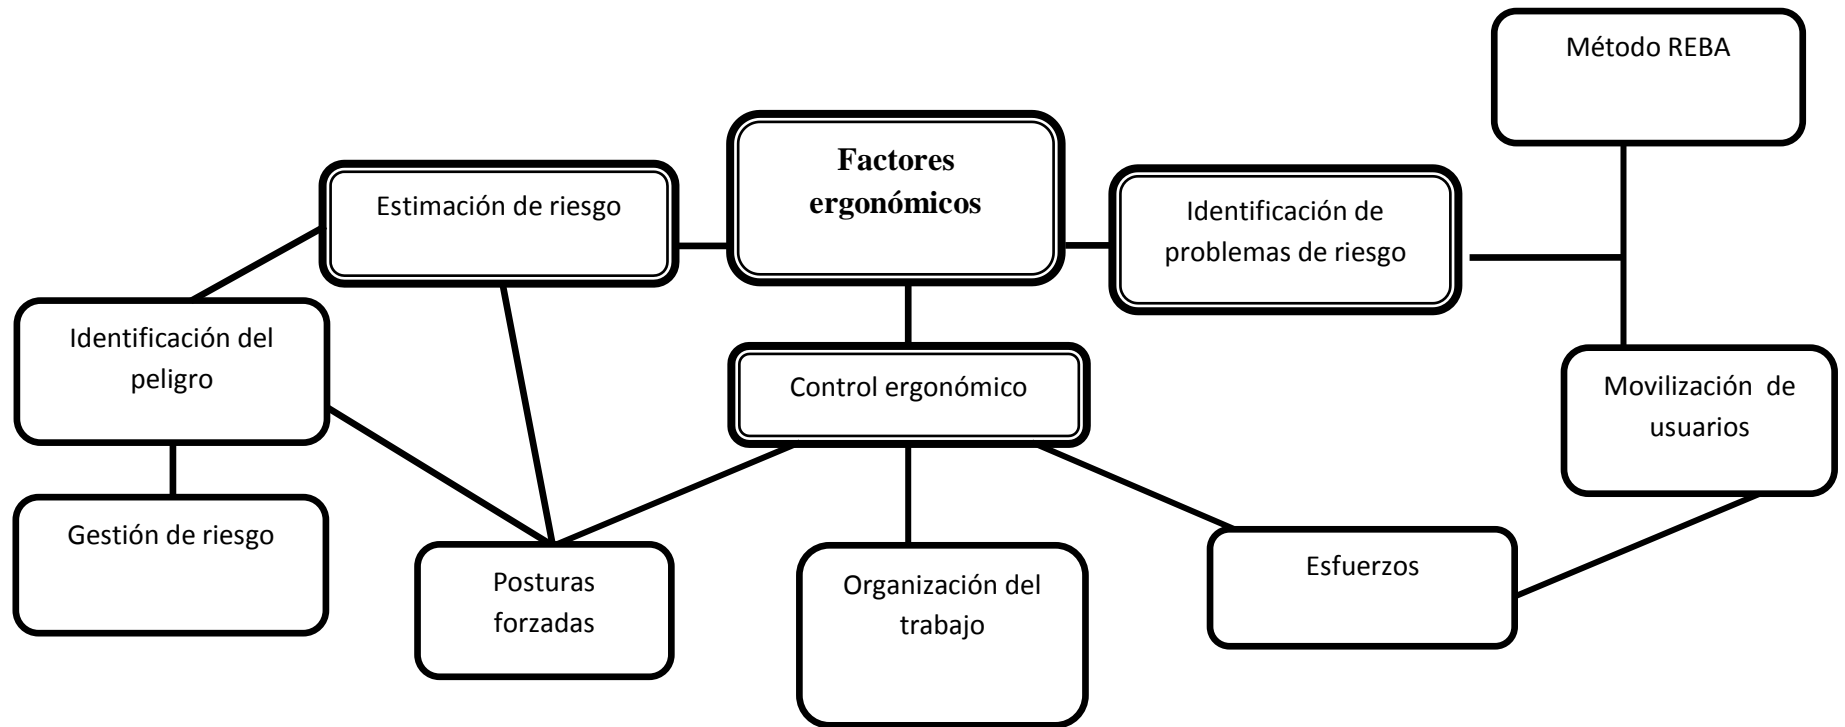 Método REBA
Factores
ergonómicos
Estimación de riesgo
Identificación de
problemas de riesgo
Identificación del
peligro
Control ergonómico
Movilización  de
usuarios
Gestión de riesgo
Posturas
forzadas
Organización del
trabajo
Esfuerzos